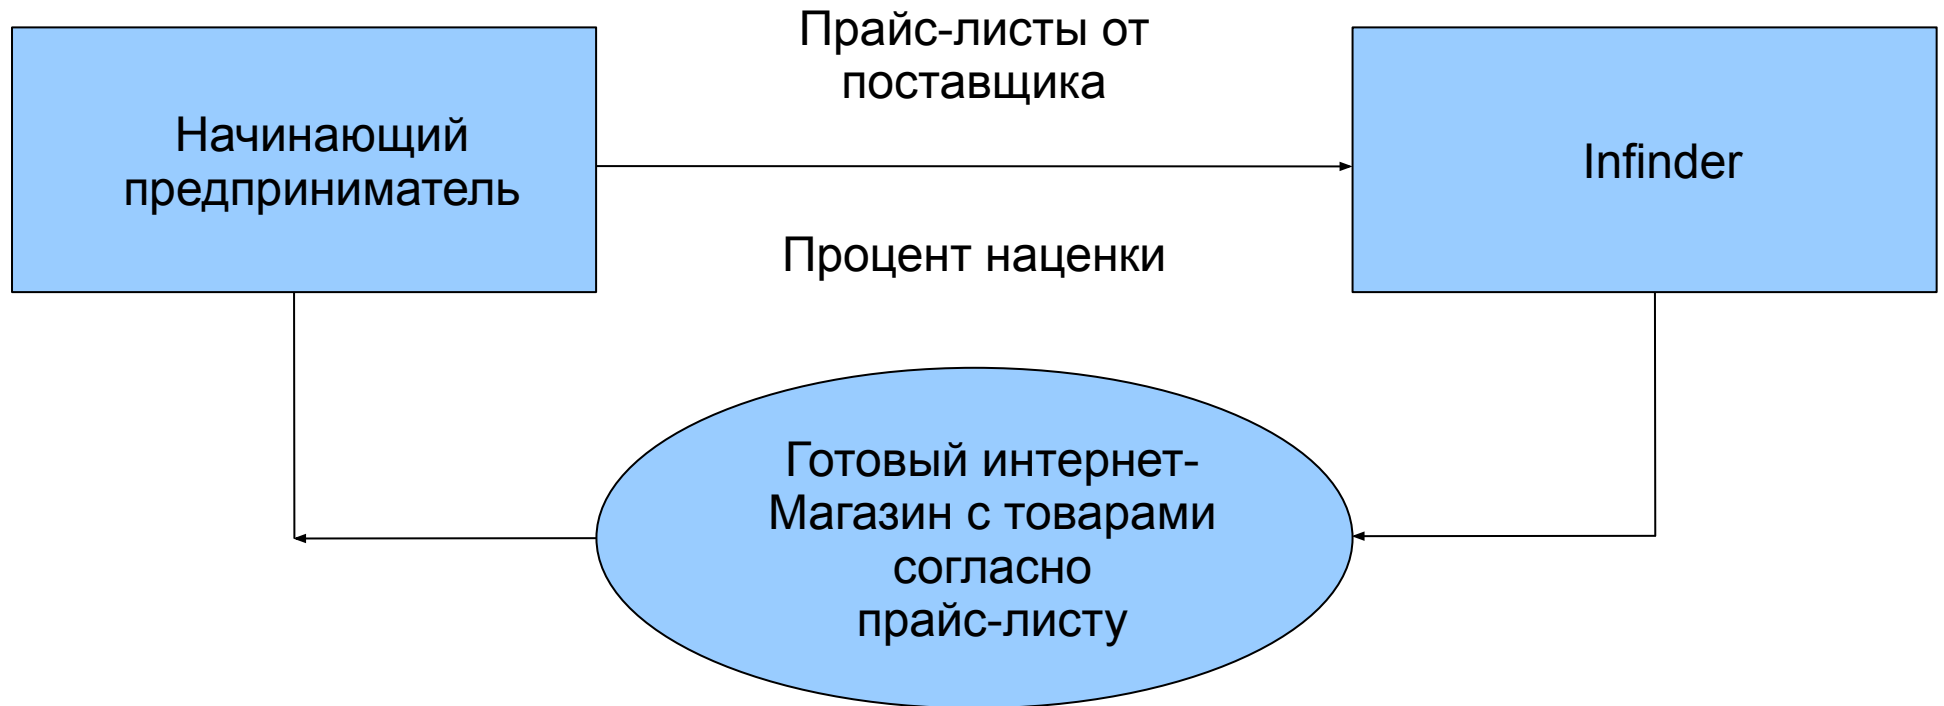 Прайс-листы от
поставщика
Начинающий
предприниматель
Infinder
Процент наценки
Готовый интернет-
Магазин с товарами
согласно
прайс-листу